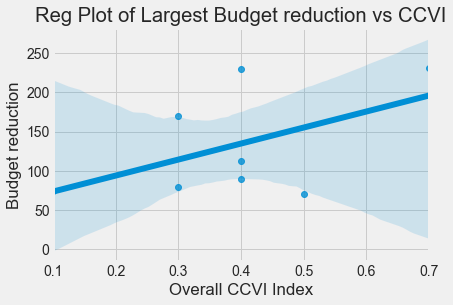 Reg Plot of Largest Budget reduction vs CCVI
250
200
150
100
50
0
Budget reduction
0.1 0.2 0.3 0.4 0.5 0.6 0.7
Overall CCVI Index